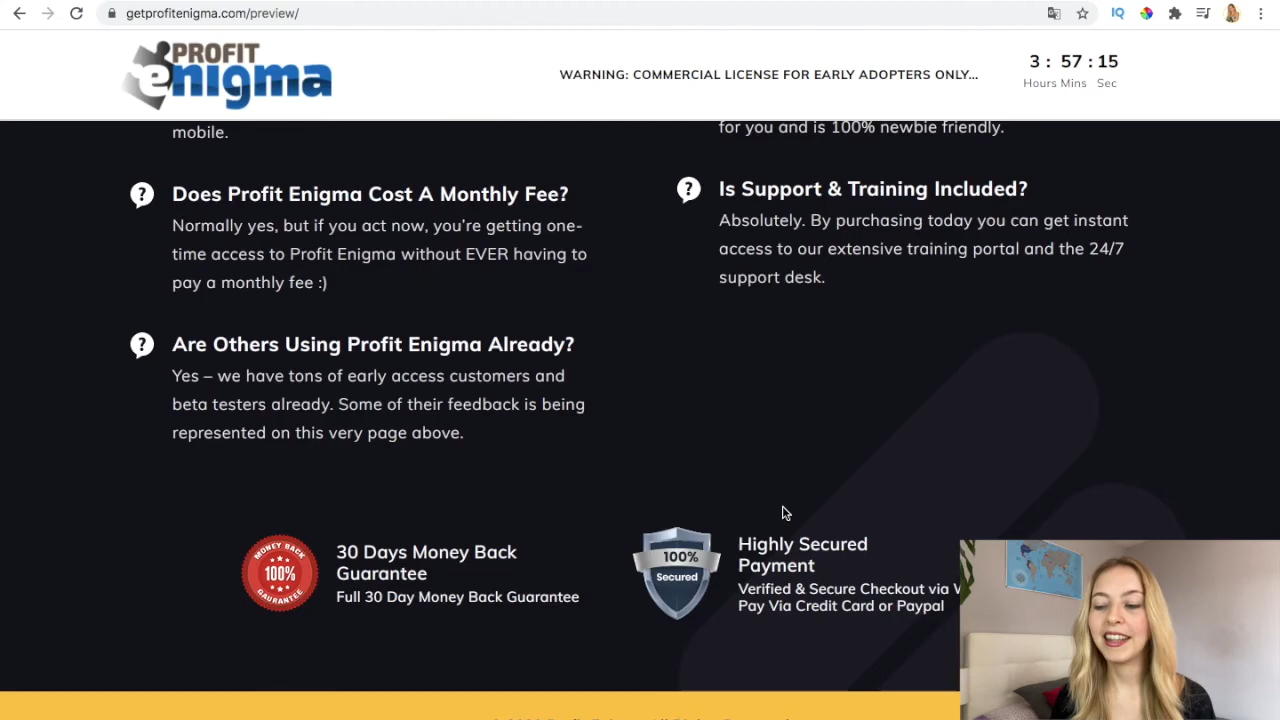 getprofitenigma.com/preview/
PROFIT
enigma
WARNING: COMMERCIAL LICENSE FOR EARLY ADOPTERS ONLY...
3 : 57 : 15
Hours Mins Sec
mobile.
for you and is 100% newbie friendly.
Does Profit Enigma Cost A Monthly Fee?
Normally yes, but if you act now, you’re getting one-
time access to Profit Enigma without EVER having to
pay a monthly fee :)
Is Support & Training Included?
Absolutely. By purchasing today you can get instant
access to our extensive training portal and the 24/7
support desk.
Are Others Using Profit Enigma Already?
Yes – we have tons of early access customers and
beta testers already. Some of their feedback is being
represented on this very page above.
MONEY BACK
100%
GUARANTEE
30 Days Money Back
Guarantee
Full 30 Day Money Back Guarantee
100%
Secured
Highly Secured
Payment
Verified & Secure Checkout via
Pay Via Credit Card or Paypal